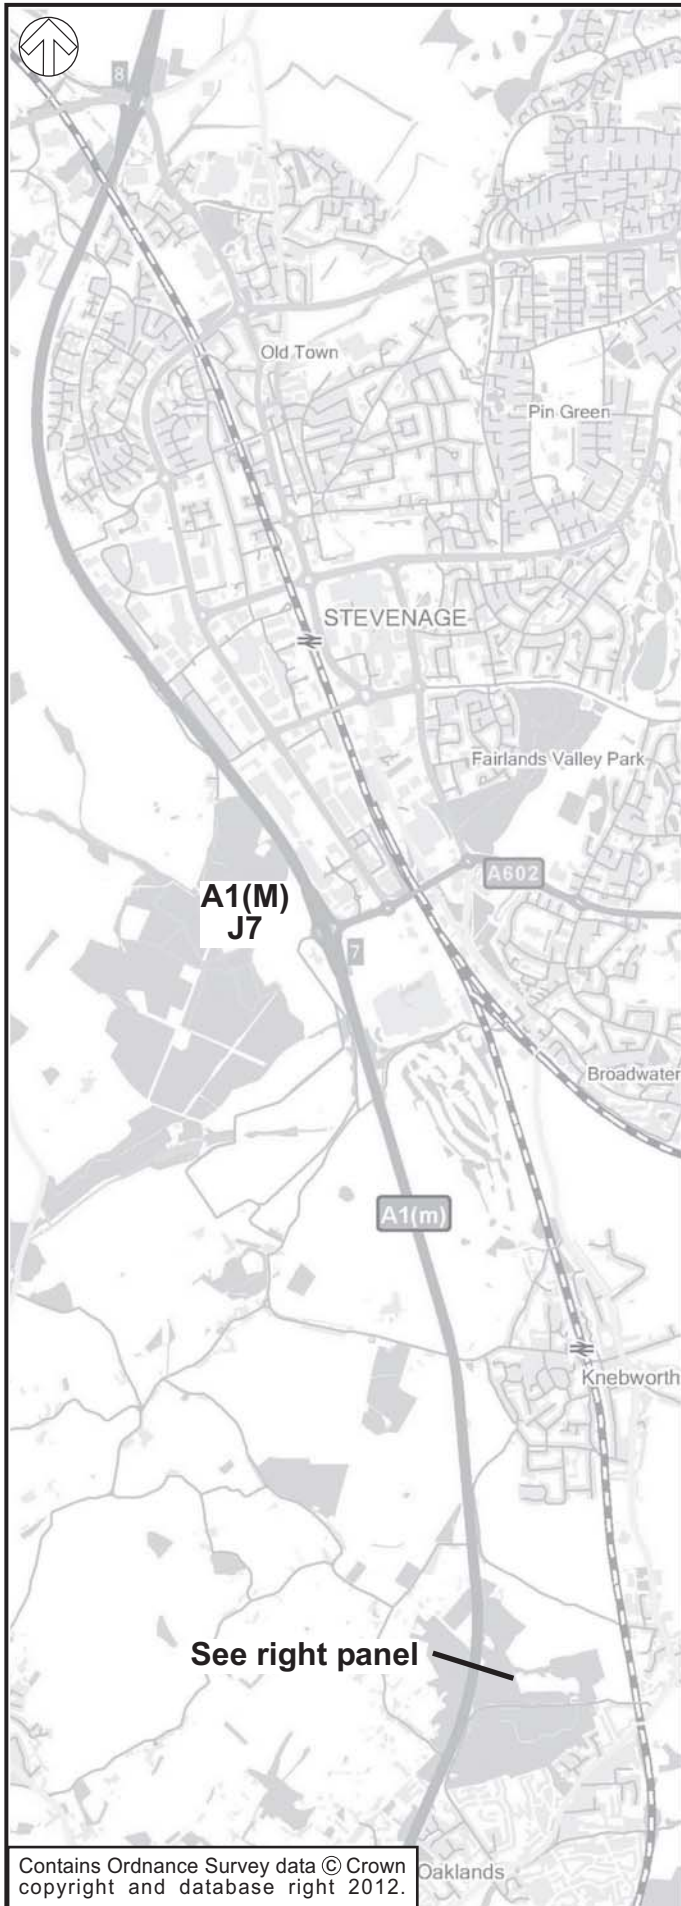 8
Old Town
Pin Green
STEVENAGE
Fairlands Valley Park
A602
A1(M)
J7
7
Broadwater
A1(m)
Knebworth
See right panel
Oaklands
Contains Ordnance Survey data © Crown
copyright and database right 2012.